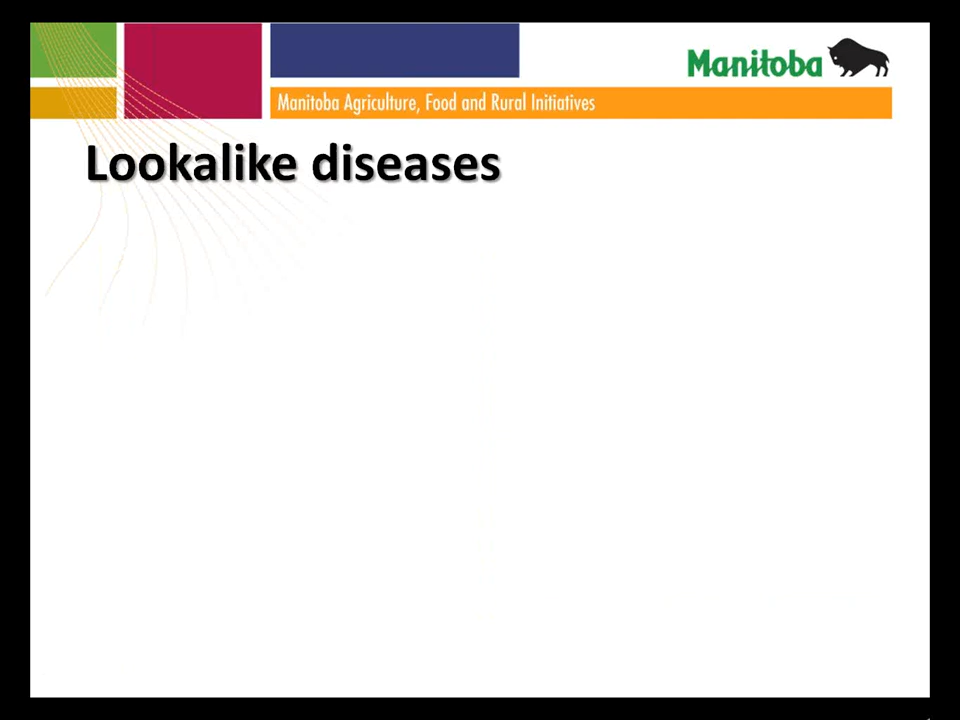 Manitoba
Manitoba Agriculture, Food and Rural Initiatives
Lookalike diseases